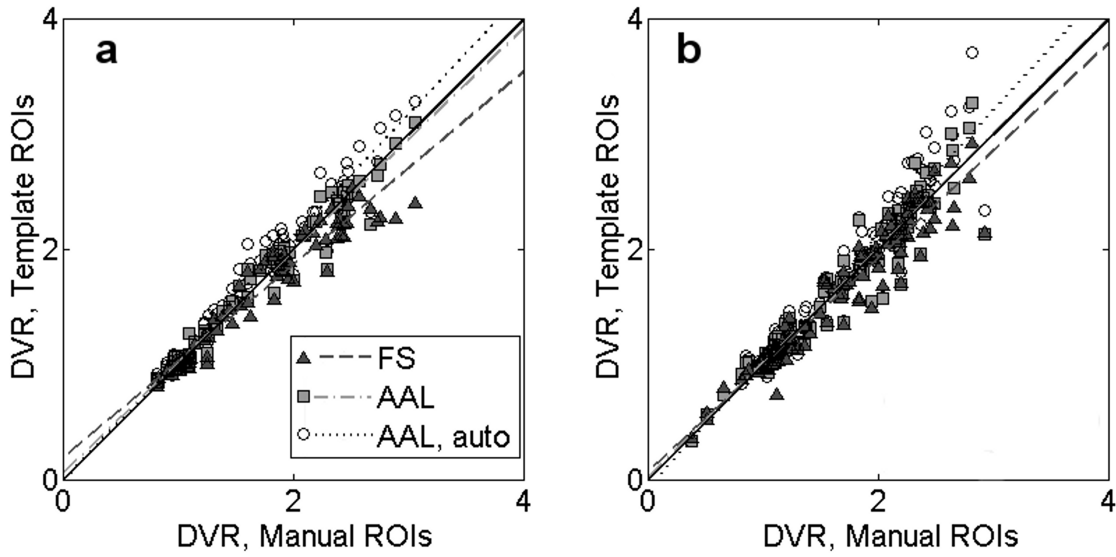 a
4
2
0
0
2
4
DVR, Template ROIs
DVR, Manual ROIs
FS
AAL
AAL, auto
b
4
2
0
0
2
4
DVR, Template ROIs
DVR, Manual ROIs